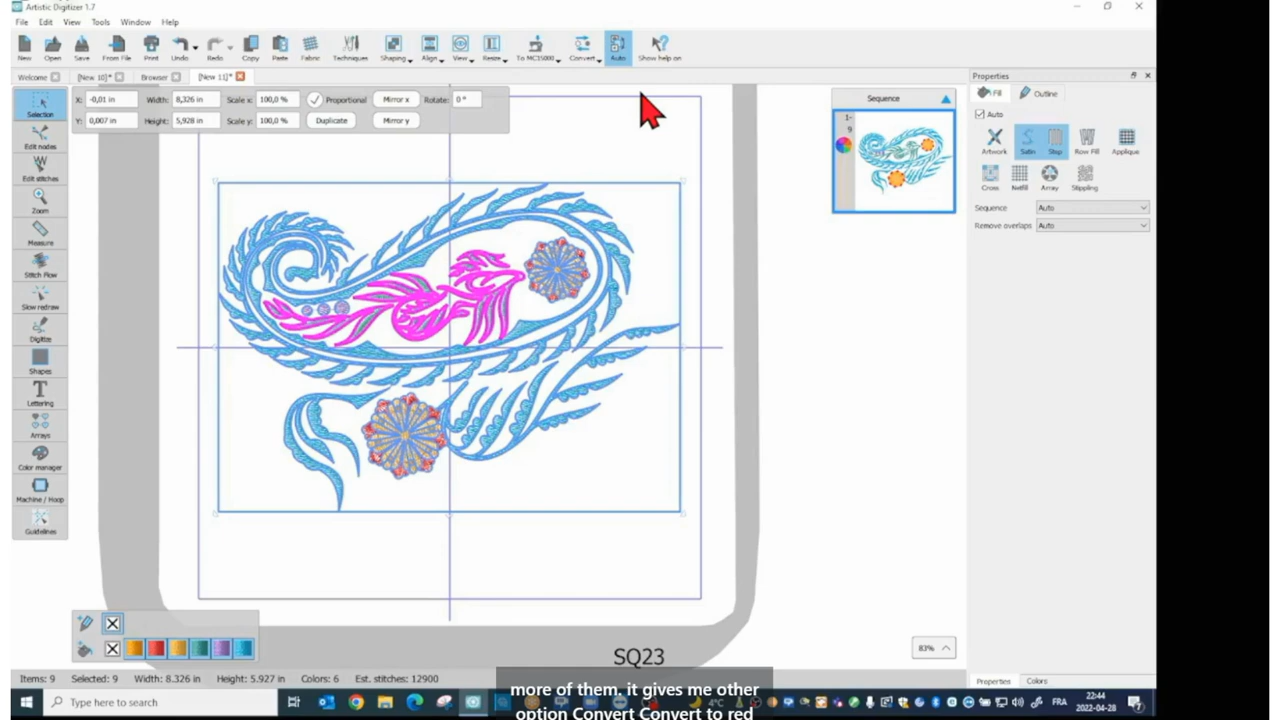 Artistic Digitizer 1.7
File Edit View Tools Window Help
New Open Save From File Print Undo Redo Copy Paste Fabric Techniques Shaping Align View Resize To MC15000 Convert Auto Show help on
Welcome [New 10]* Browser [New 11]*
Properties
X: -0,01 in Width: 8,326 in Scale x: 100,0 % Proportional Mirror x Rotate: 0 °
Y: 0,007 in Height: 5,928 in Scale y: 100,0 % Duplicate Mirror y
Sequence
1-
9
Fill Outline
Auto
Artwork Satin Step Row Fill Applique
Cross Netfill Array Stippling
Sequence Auto
Remove overlaps Auto
Selection
Edit nodes
Edit stitches
Zoom
Measure
Stitch Flow
Slow redraw
Digitize
Shapes
Lettering
Arrays
Color manager
Machine / Hoop
Guidelines
SQ23
83%
Items: 9 Selected: 9 Width: 8.326 in Height: 5.927 in Colors: 6 Est. stitches: 12900
Properties Colors
more of them. it gives me other
option Convert Convert to red
Type here to search
4°C
FRA
22:44
2022-04-28